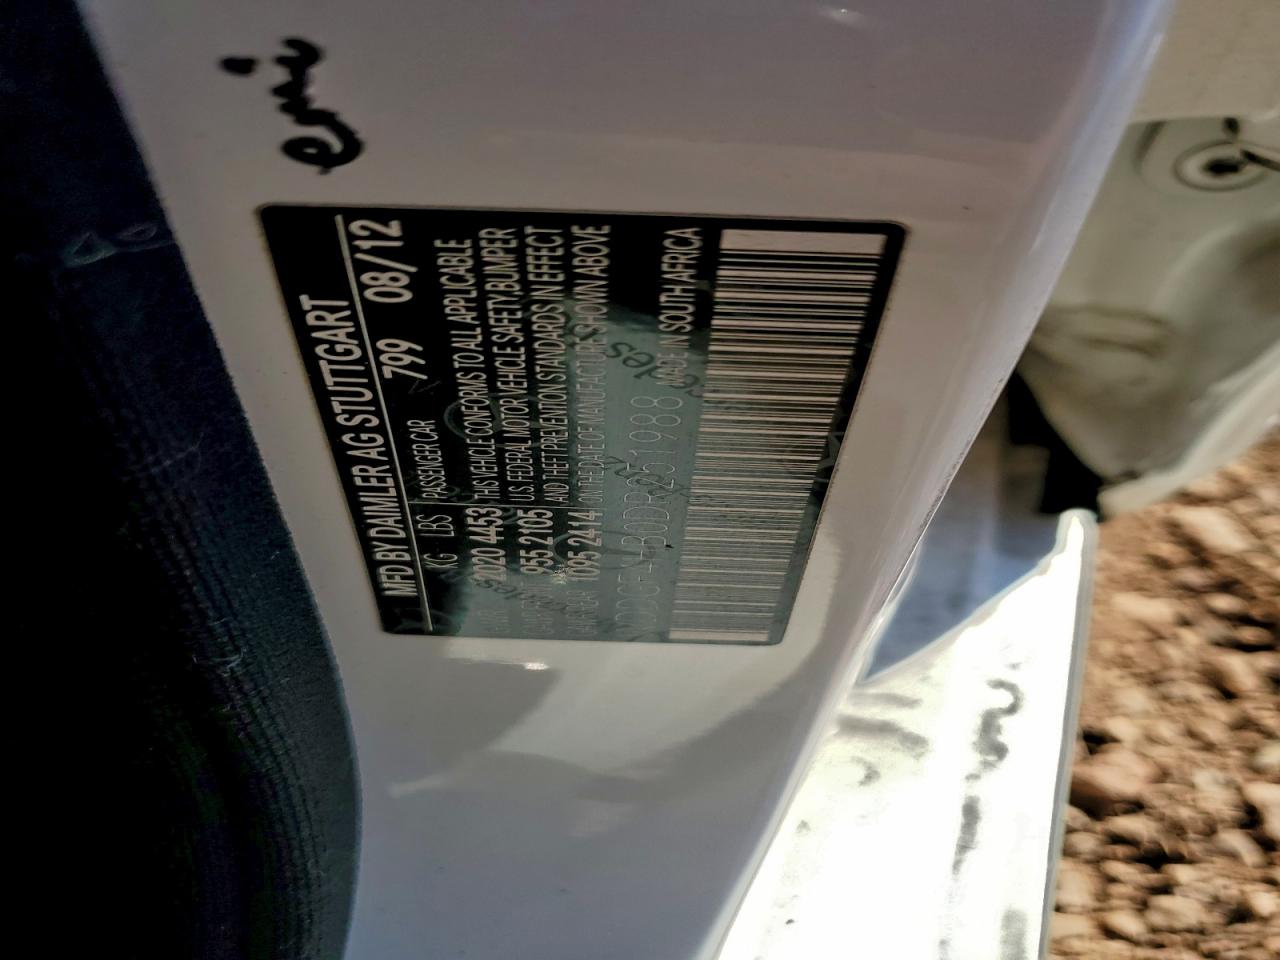 emi
MFD BY DAIMLER AG STUTTGART
799 08/12
KG LBS PASSENGER CAR
2020 4453 THIS VEHICLE CONFORMS TO ALL APPLICABLE
955 2105 U.S. FEDERAL MOTOR VEHICLE SAFETY, BUMPER
1095 2414 AND THEFT PREVENTION STANDARDS IN EFFECT
ON THE DATE OF MANUFACTURE SHOWN ABOVE
MADE IN SOUTH AFRICA